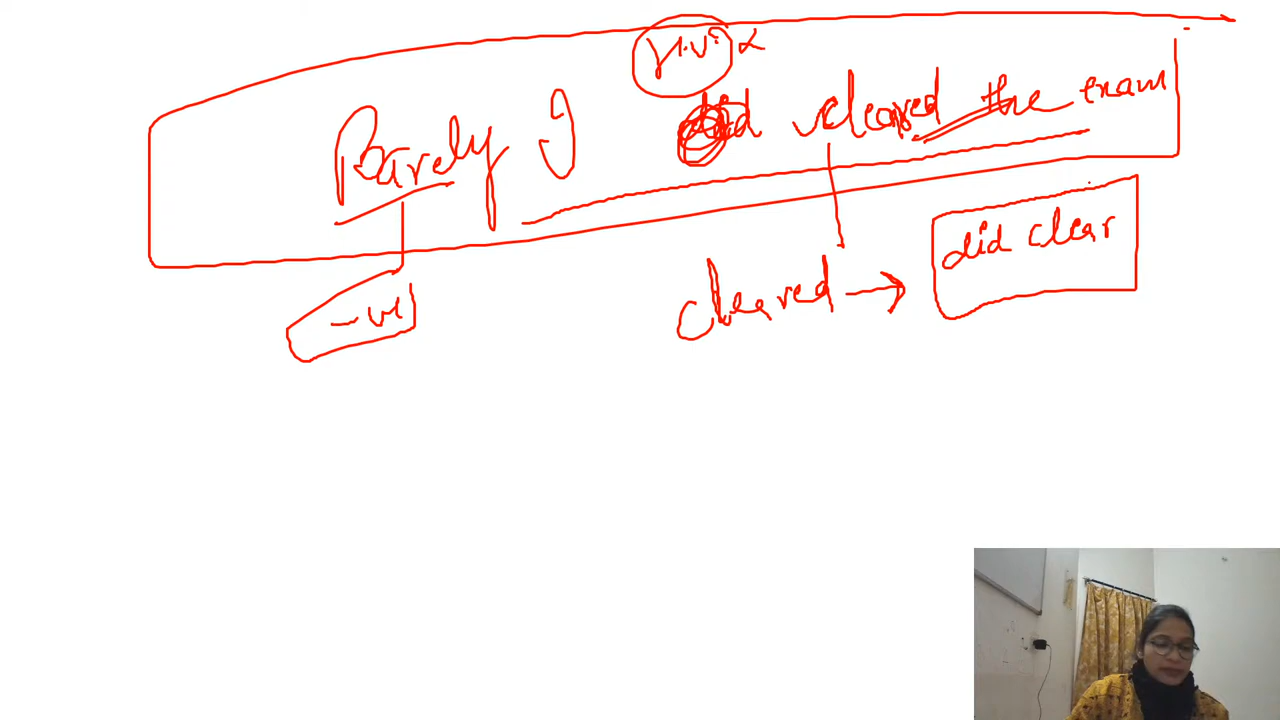 H.V α
Barely I did cleared the exam
-ve
cleared → did clear